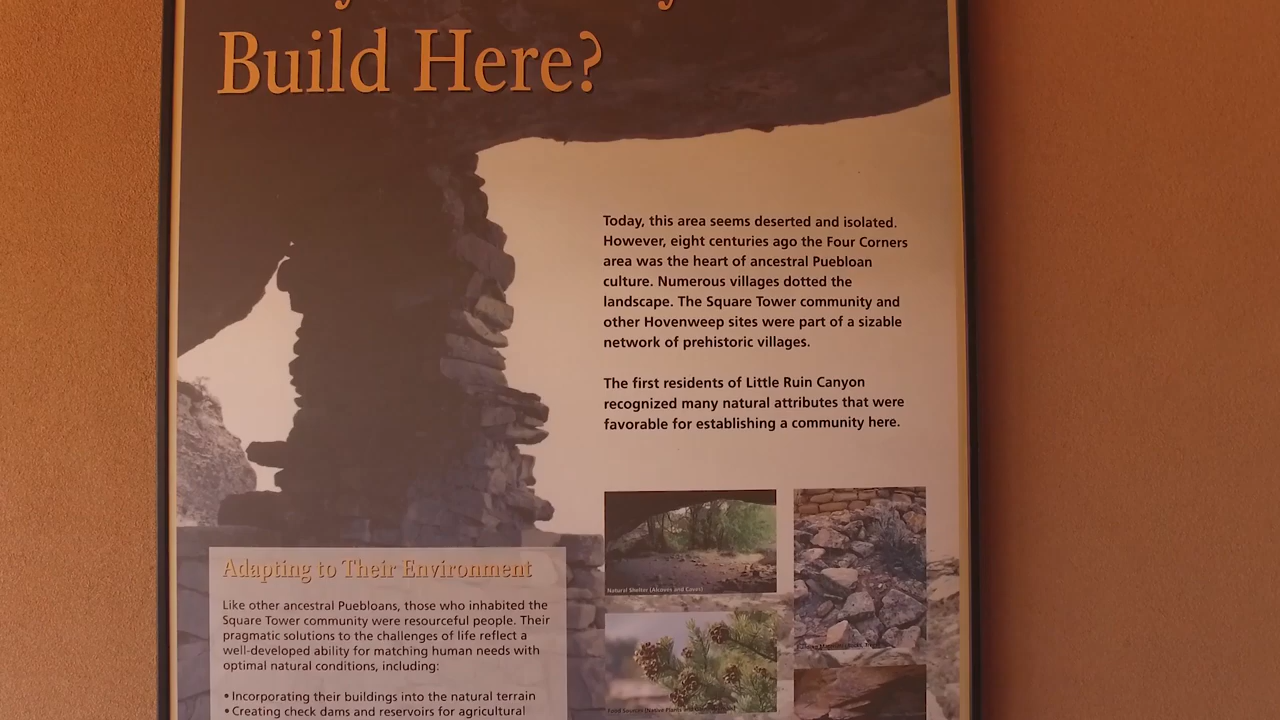 Build Here?
Today, this area seems deserted and isolated.
However, eight centuries ago the Four Corners
area was the heart of ancestral Puebloan
culture. Numerous villages dotted the
landscape. The Square Tower community and
other Hovenweep sites were part of a sizable
network of prehistoric villages.
The first residents of Little Ruin Canyon
recognized many natural attributes that were
favorable for establishing a community here.
Natural Shelter (Alcoves and Caves)
Adapting to Their Environment
Like other ancestral Puebloans, those who inhabited the
Square Tower community were resourceful people. Their
pragmatic solutions to the challenges of life reflect a
well-developed ability for matching human needs with
optimal natural conditions, including:
• Incorporating their buildings into the natural terrain
• Creating check dams and reservoirs for agricultural
Food Sources (Native Plants and